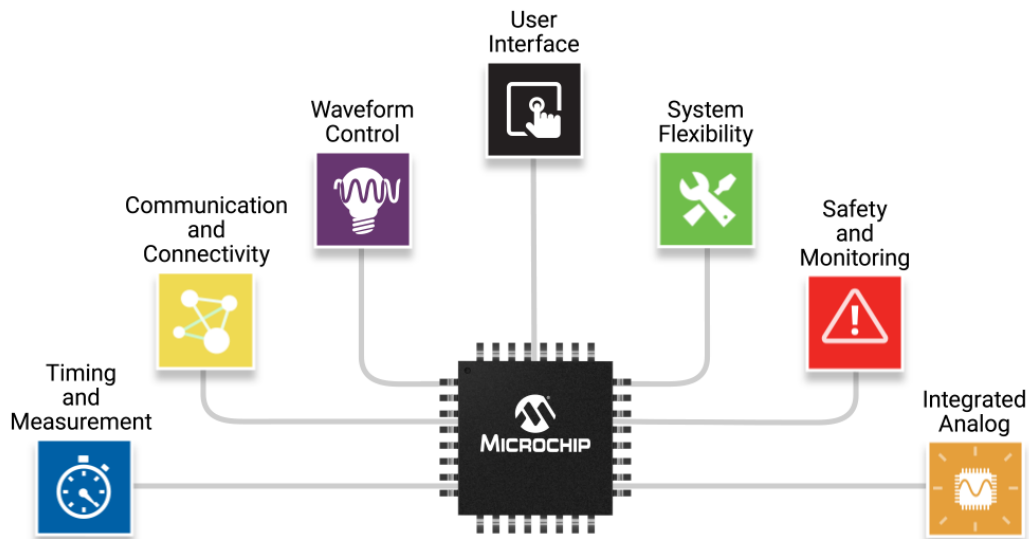 User
Interface
Waveform
Control
System
Flexibility
Communication
and
Connectivity
Safety
and
Monitoring
Timing
and
Measurement
Integrated
Analog
MICROCHIP